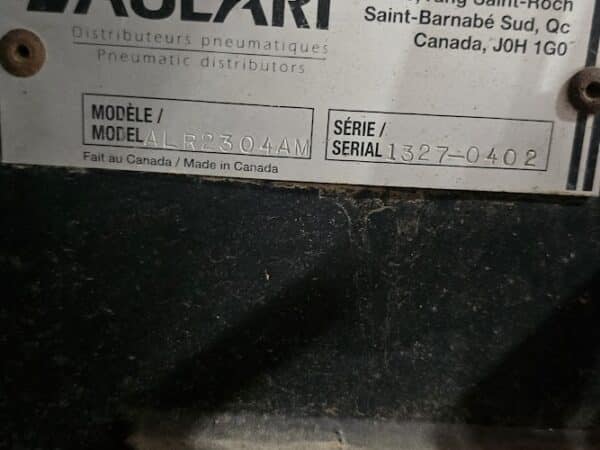 Saint-Barnabé Sud, Qc
Distributeurs pneumatiques
Canada, J0H 1G0
Pneumatic distributors
MODÈLE /
MODEL ALR2304AM
SÉRIE /
SERIAL 1327-0402
Fait au Canada / Made in Canada